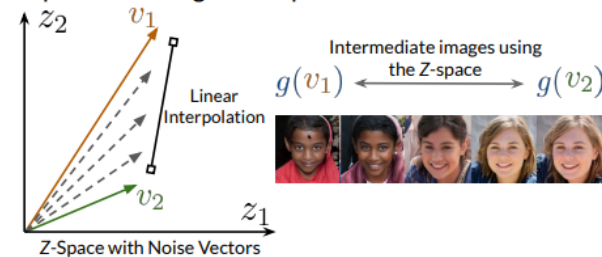 z₂
v₁
Linear
Interpolation
v₂
z₁
Z-Space with Noise Vectors
Intermediate images using
the Z-space
g(v₁)
g(v₂)